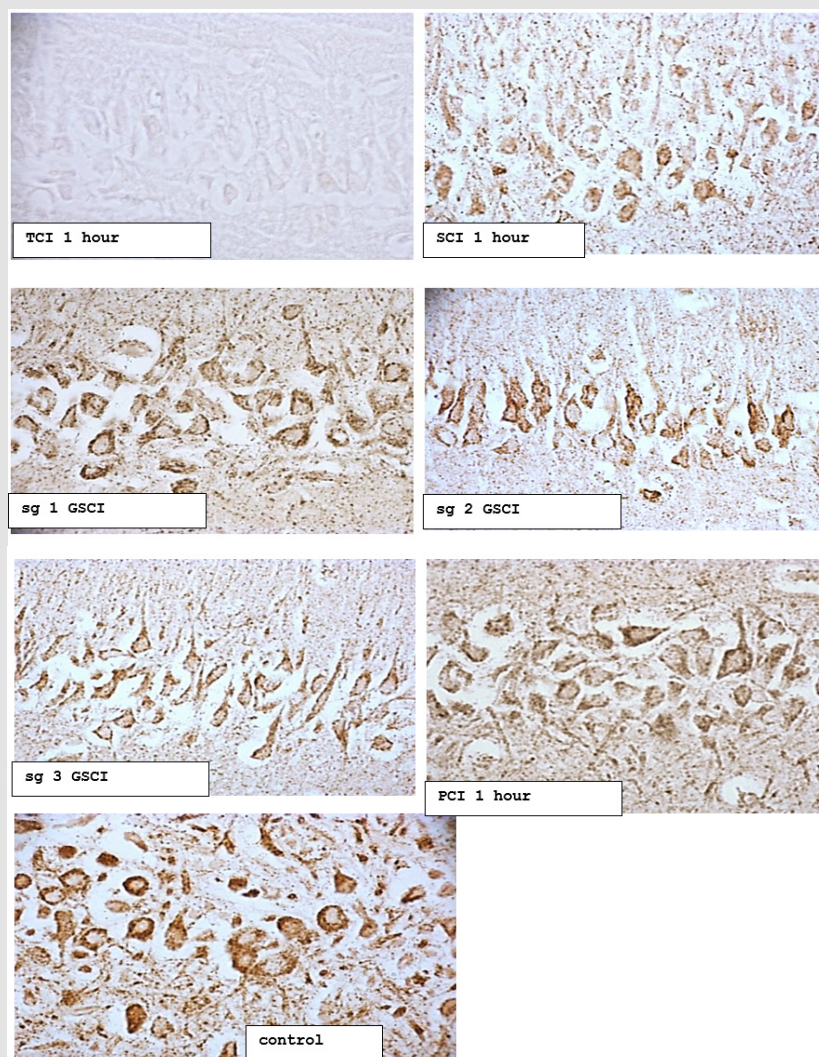 TCI 1 hour
SCI 1 hour
sg 1 GSCI
sg 2 GSCI
sg 3 GSCI
PCI 1 hour
control